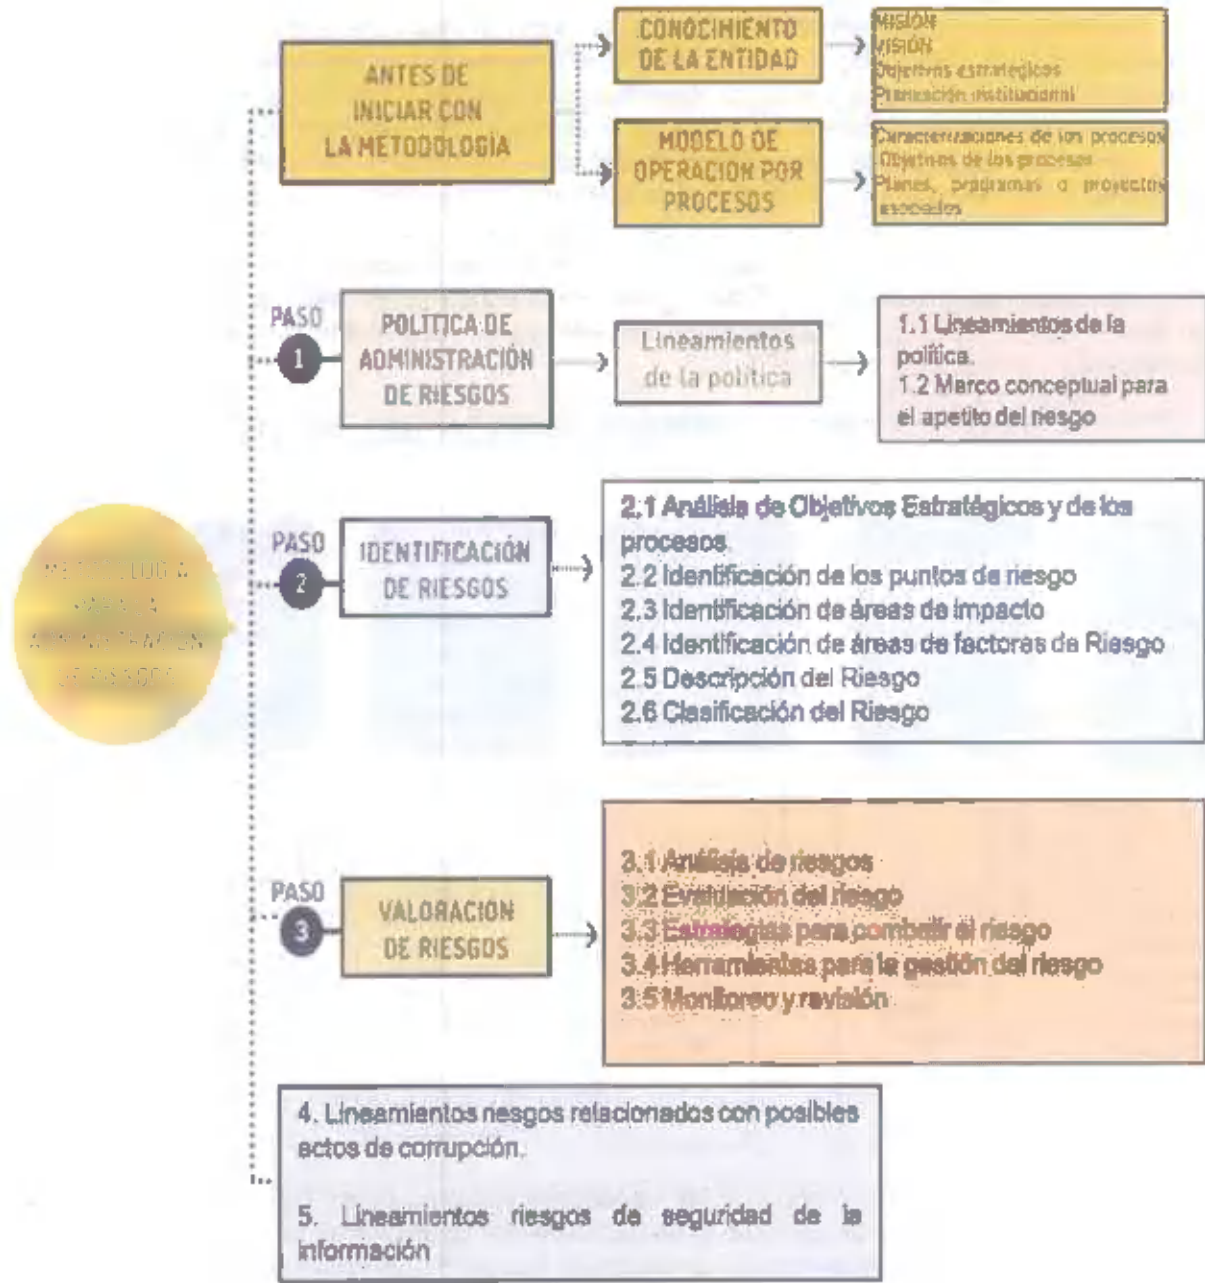 ANTES DE
INICIAR CON
LA METODOLOGÍA
CONOCIMIENTO
DE LA ENTIDAD
MISIÓN
VISIÓN
Objetivos estratégicos
Planeación institucional
MODELO DE
OPERACIÓN POR
PROCESOS
Caracterizaciones de los procesos
Objetivos de los procesos
Planes, programas o proyectos
asociados
PASO
1
POLÍTICA DE
ADMINISTRACIÓN
DE RIESGOS
Lineamientos
de la política
1.1 Lineamientos de la
política.
1.2 Marco conceptual para
el apetito del riesgo
METODOLOGÍA
ADMINISTRACIÓN
PASO
2
IDENTIFICACIÓN
DE RIESGOS
2.1 Análisis de Objetivos Estratégicos y de los
procesos
2.2 Identificación de los puntos de riesgo
2.3 Identificación de áreas de impacto
2.4 Identificación de áreas de factores de Riesgo
2.5 Descripción del Riesgo
2.6 Clasificación del Riesgo
PASO
3
VALORACIÓN
DE RIESGOS
3.1 Análisis de riesgos
3.2 Evaluación del riesgo
3.3 Estrategias para combatir el riesgo
3.4 Herramientas para la gestión del riesgo
3.5 Monitoreo y revisión
4. Lineamientos riesgos relacionados con posibles
actos de corrupción.
5. Lineamientos riesgos de seguridad de la
información